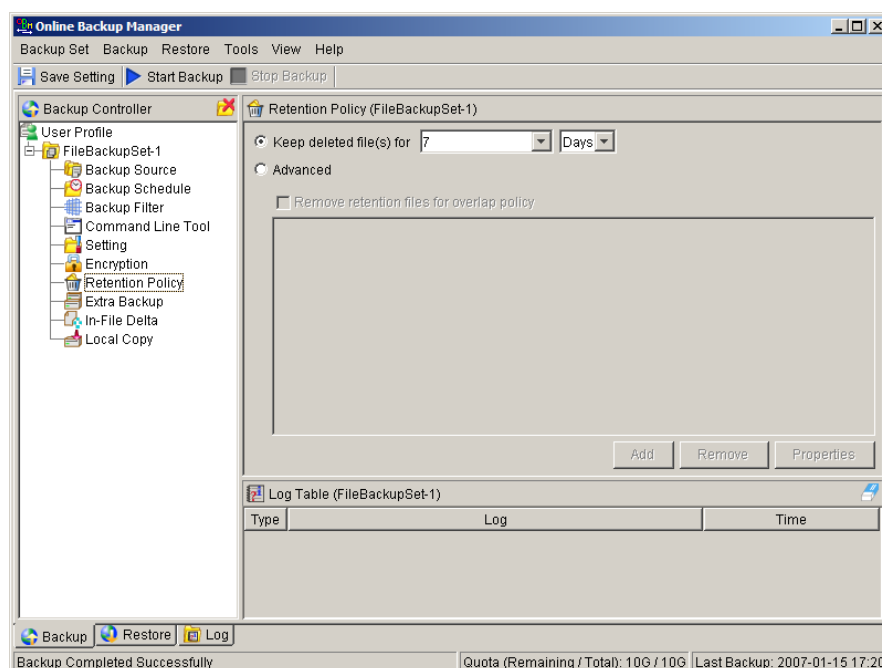 Online Backup Manager
Backup Set Backup Restore Tools View Help
Save Setting Start Backup Stop Backup
Backup Controller
User Profile
FileBackupSet-1
Backup Source
Backup Schedule
Backup Filter
Command Line Tool
Setting
Encryption
Retention Policy
Extra Backup
In-File Delta
Local Copy
Retention Policy (FileBackupSet-1)
Keep deleted file(s) for 7 Days
Advanced
Remove retention files for overlap policy
Add Remove Properties
Log Table (FileBackupSet-1)
Type Log Time
Backup Restore Log
Backup Completed Successfully Quota (Remaining / Total): 10G / 10G Last Backup: 2007-01-15 17:20